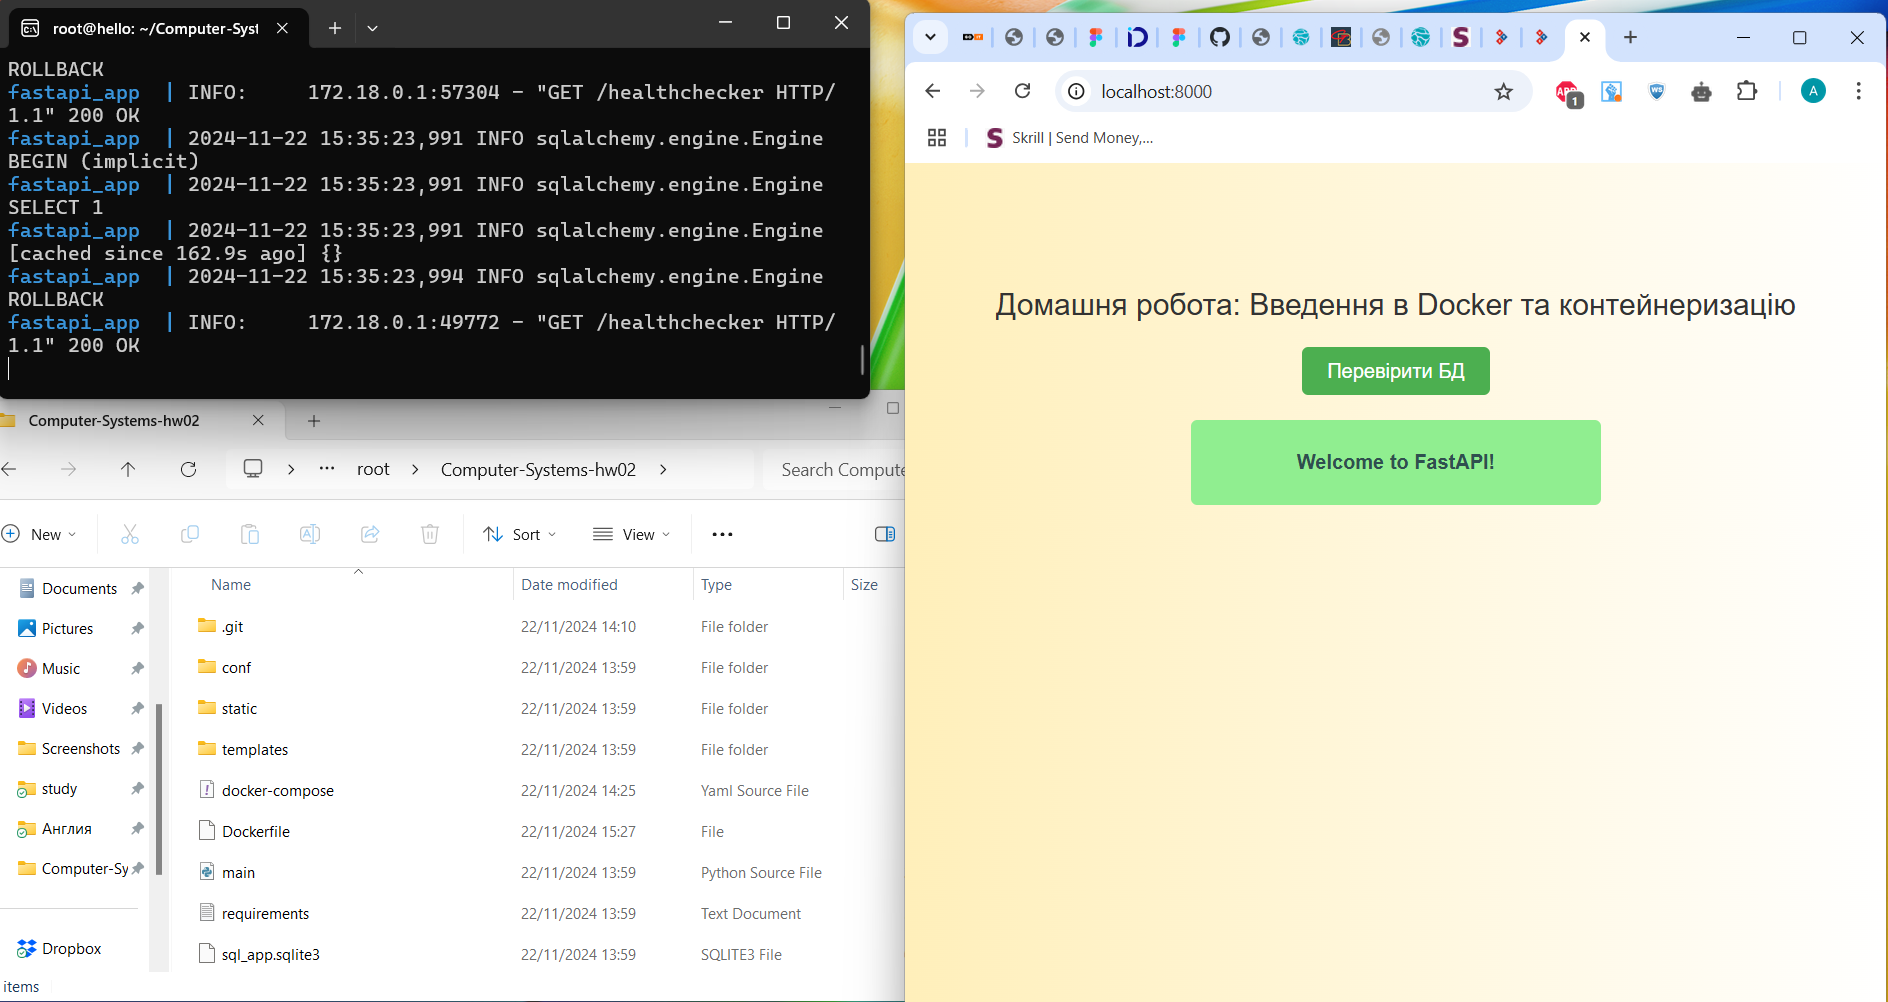 root@hello: ~/Computer-Syst
ROLLBACK
fastapi_app  | INFO:     172.18.0.1:57304 - "GET /healthchecker HTTP/
1.1" 200 OK
fastapi_app  | 2024-11-22 15:35:23,991 INFO sqlalchemy.engine.Engine
BEGIN (implicit)
fastapi_app  | 2024-11-22 15:35:23,991 INFO sqlalchemy.engine.Engine
SELECT 1
fastapi_app  | 2024-11-22 15:35:23,991 INFO sqlalchemy.engine.Engine
[cached since 162.9s ago] {}
fastapi_app  | 2024-11-22 15:35:23,994 INFO sqlalchemy.engine.Engine
ROLLBACK
fastapi_app  | INFO:     172.18.0.1:49772 - "GET /healthchecker HTTP/
1.1" 200 OK
Computer-Systems-hw02
root > Computer-Systems-hw02 >
Search Compute
New
Sort
View
Documents
Pictures
Music
Videos
Screenshots
study
Англия
Computer-Sy
Dropbox
items
Name Date modified Type Size
.git 22/11/2024 14:10 File folder
conf 22/11/2024 13:59 File folder
static 22/11/2024 13:59 File folder
templates 22/11/2024 13:59 File folder
docker-compose 22/11/2024 14:25 Yaml Source File
Dockerfile 22/11/2024 15:27 File
main 22/11/2024 13:59 Python Source File
requirements 22/11/2024 13:59 Text Document
sql_app.sqlite3 22/11/2024 13:59 SQLITE3 File
localhost:8000
ABP
1
WS
A
S Skrill | Send Money,...
Домашня робота: Введення в Docker та контейнеризацію
Перевірити БД
Welcome to FastAPI!